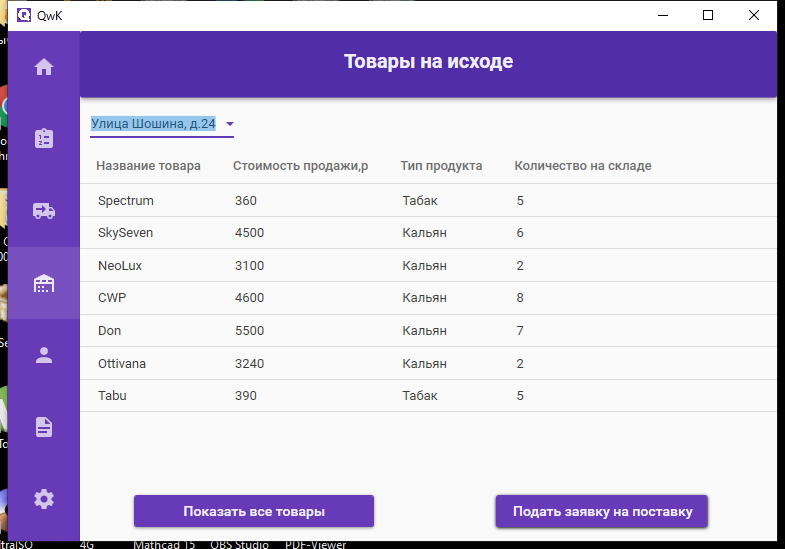 QwK
Товары на исходе
Улица Шошина, д.24
Название товара Стоимость продажи,р Тип продукта Количество на складе
Spectrum 360 Табак 5
SkySeven 4500 Кальян 6
NeoLux 3100 Кальян 2
CWP 4600 Кальян 8
Don 5500 Кальян 7
Ottivana 3240 Кальян 2
Tabu 390 Табак 5
Показать все товары Подать заявку на поставку
4G Mathcad 15 OBS Studio PDF-Viewer